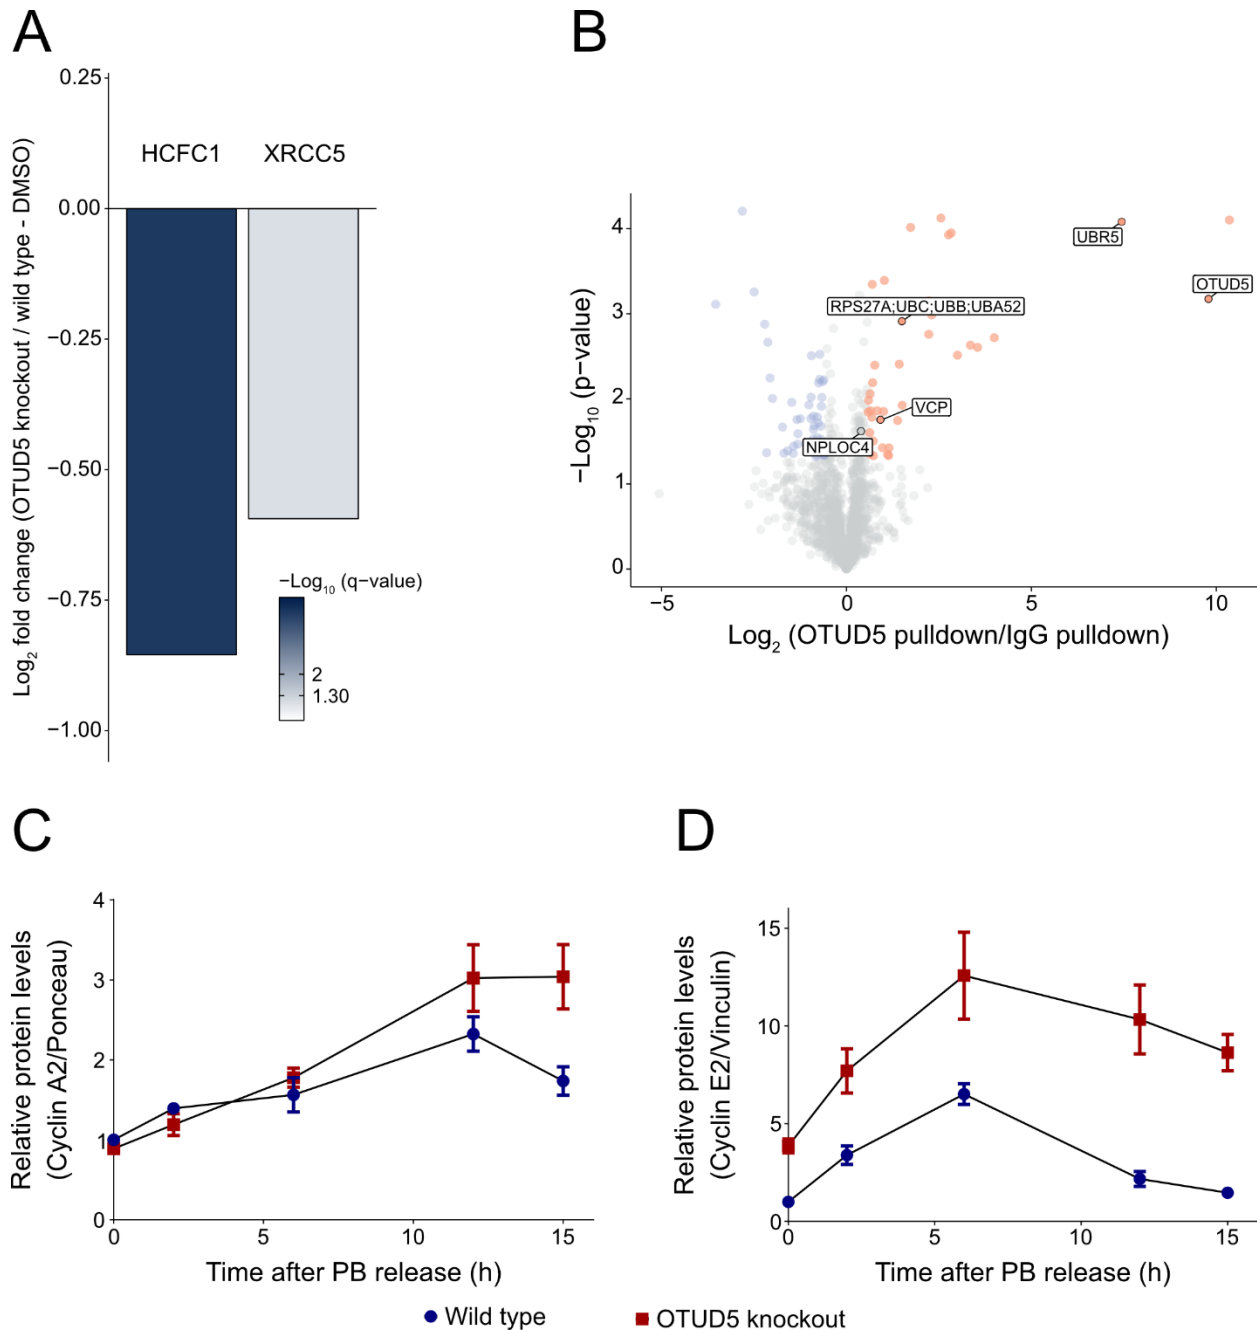 A
Log₂ fold change (OTUD5 knockout / wild type − DMSO)
0.25
0.00
−0.25
−0.50
−0.75
−1.00
HCFC1 XRCC5
−Log₁₀ (q−value)
2
1.30
B
−Log₁₀ (p−value)
4
3
2
1
0
UBR5
OTUD5
RPS27A;UBC;UBB;UBA52
VCP
NPLOC4
−5 0 5 10
Log₂ (OTUD5 pulldown/IgG pulldown)
C
Relative protein levels
(Cyclin A2/Ponceau)
4
3
2
1
0
0 5 10 15
Time after PB release (h)
D
Relative protein levels
(Cyclin E2/Vinculin)
15
10
5
0
0 5 10 15
Time after PB release (h)
Wild type OTUD5 knockout